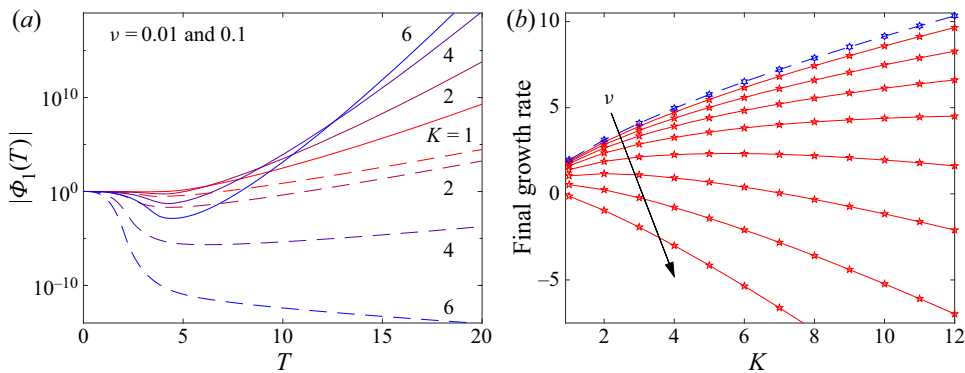 (a)
ν = 0.01 and 0.1
6
4
2
K = 1
2
4
6
10^10
10^0
10^−10
|Φ_1(T)|
0 5 10 15 20
T
(b)
10
5
0
−5
Final growth rate
ν
2 4 6 8 10 12
K